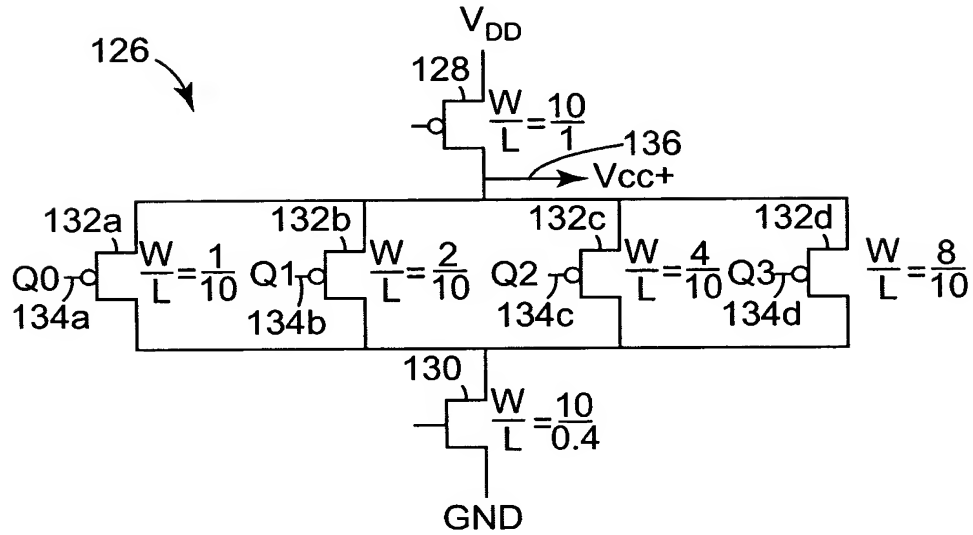 V_DD
126
128
W/L = 10/1
136
Vcc+
132a
132b
132c
132d
Q0
W/L = 1/10
Q1
W/L = 2/10
Q2
W/L = 4/10
Q3
W/L = 8/10
134a
134b
134c
134d
130
W/L = 10/0.4
GND